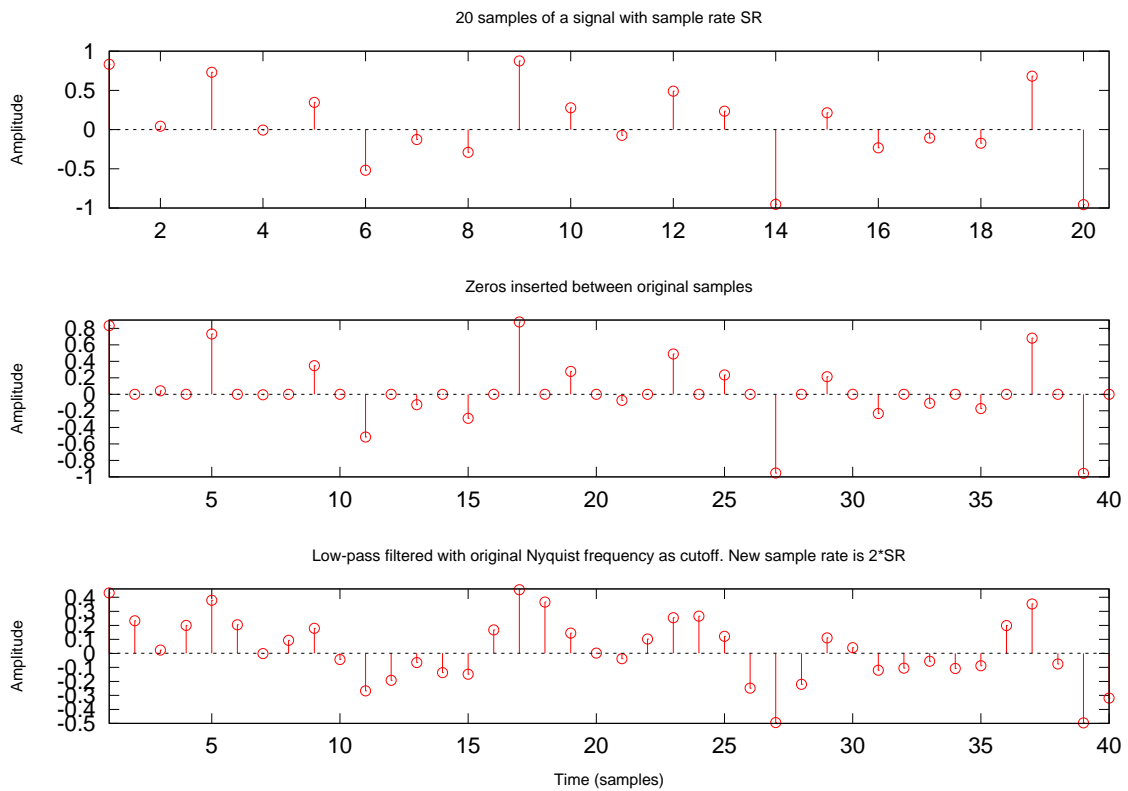 20 samples of a signal with sample rate SR
Amplitude
1
0.5
0
-0.5
-1
2 4 6 8 10 12 14 16 18 20
Zeros inserted between original samples
Amplitude
0.8
0.6
0.4
0.2
0
-0.2
-0.4
-0.6
-0.8
-1
5 10 15 20 25 30 35 40
Low-pass filtered with original Nyquist frequency as cutoff. New sample rate is 2*SR
Amplitude
0.4
0.3
0.2
0.1
0
-0.1
-0.2
-0.3
-0.4
-0.5
5 10 15 20 25 30 35 40
Time (samples)